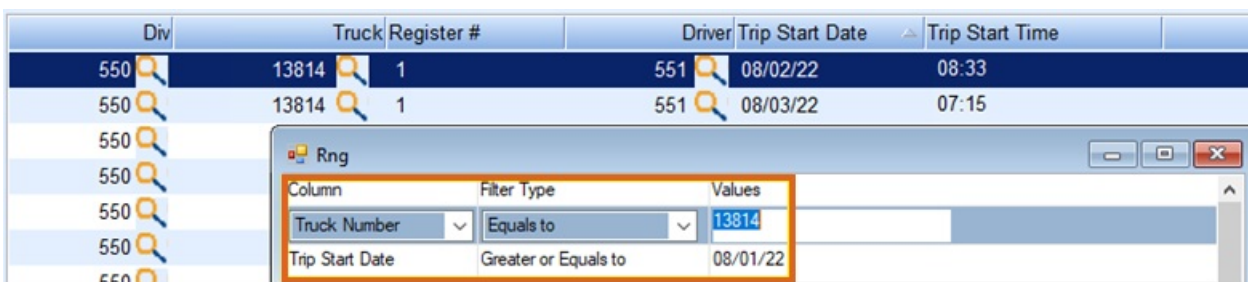 Div Truck Register # Driver Trip Start Date Trip Start Time
550 13814 1 551 08/02/22 08:33
550 13814 1 551 08/03/22 07:15
550
Rng
550
Column Filter Type Values
550
Truck Number Equals to 13814
550
Trip Start Date Greater or Equals to 08/01/22
550